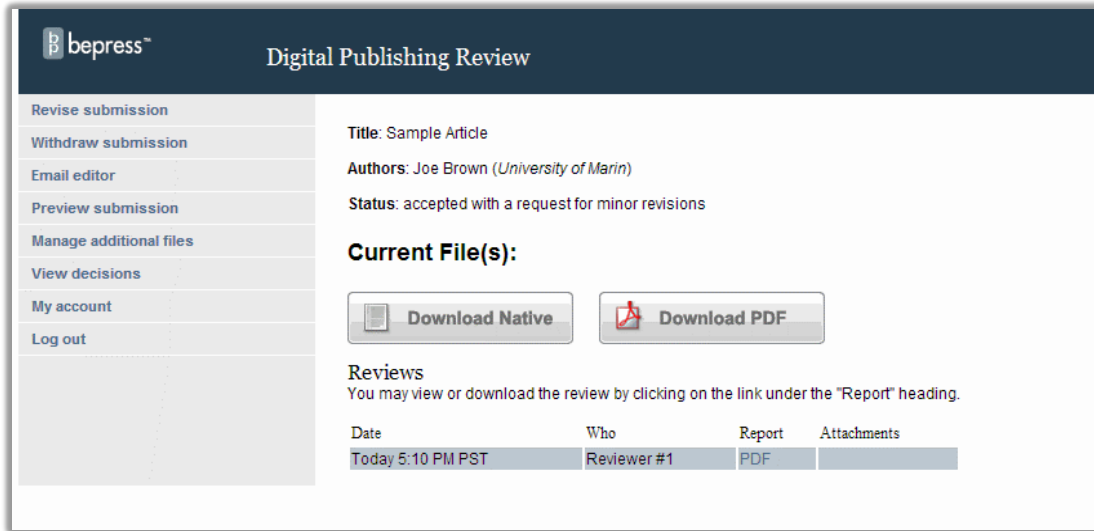 bepress™
Digital Publishing Review
Revise submission
Withdraw submission
Email editor
Preview submission
Manage additional files
View decisions
My account
Log out
Title: Sample Article
Authors: Joe Brown (University of Marin)
Status: accepted with a request for minor revisions
Current File(s):
Download Native Download PDF
Reviews
You may view or download the review by clicking on the link under the "Report" heading.
Date Who Report Attachments
Today 5:10 PM PST Reviewer #1 PDF